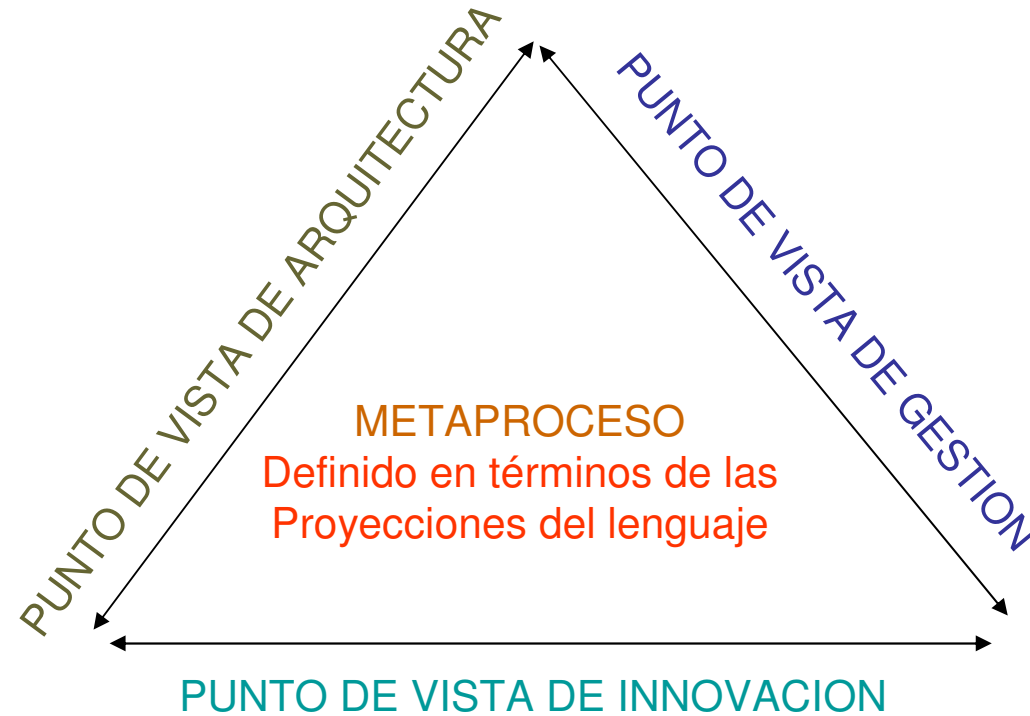 PUNTO DE VISTA DE ARQUITECTURA
PUNTO DE VISTA DE GESTION
METAPROCESO
Definido en términos de las
Proyecciones del lenguaje
PUNTO DE VISTA DE INNOVACION